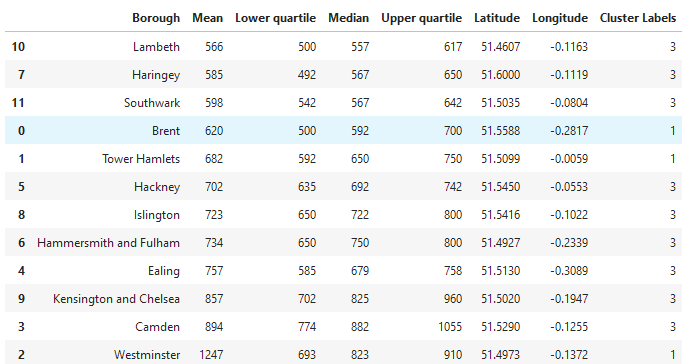 Borough Mean Lower quartile Median Upper quartile Latitude Longitude Cluster Labels
10 Lambeth 566 500 557 617 51.4607 -0.1163 3
7 Haringey 585 492 567 650 51.6000 -0.1119 3
11 Southwark 598 542 567 642 51.5035 -0.0804 3
0 Brent 620 500 592 700 51.5588 -0.2817 1
1 Tower Hamlets 682 592 650 750 51.5099 -0.0059 1
5 Hackney 702 635 692 742 51.5450 -0.0553 3
8 Islington 723 650 722 800 51.5416 -0.1022 3
6 Hammersmith and Fulham 734 650 750 800 51.4927 -0.2339 3
4 Ealing 757 585 679 758 51.5130 -0.3089 3
9 Kensington and Chelsea 857 702 825 960 51.5020 -0.1947 3
3 Camden 894 774 882 1055 51.5290 -0.1255 3
2 Westminster 1247 693 823 910 51.4973 -0.1372 1